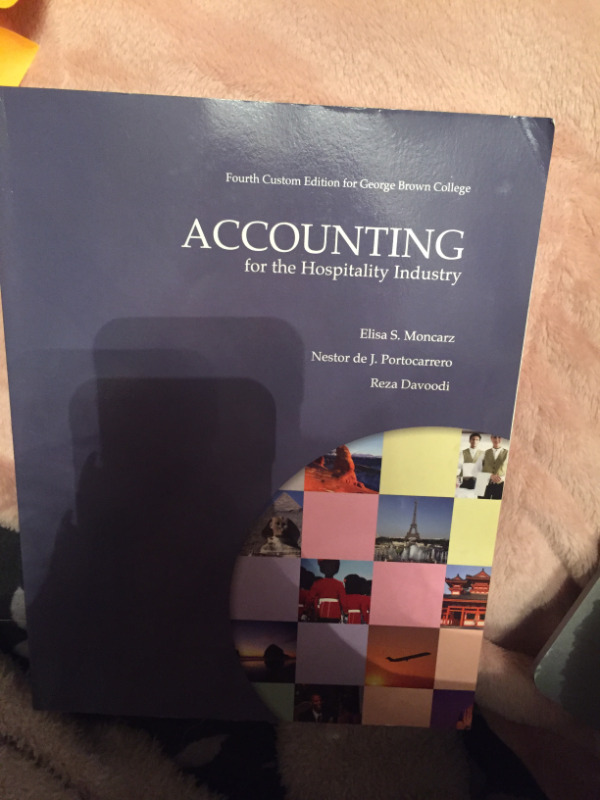 Fourth Custom Edition for George Brown College
ACCOUNTING
for the Hospitality Industry
Elisa S. Moncarz
Nestor de J. Portocarrero
Reza Davoodi